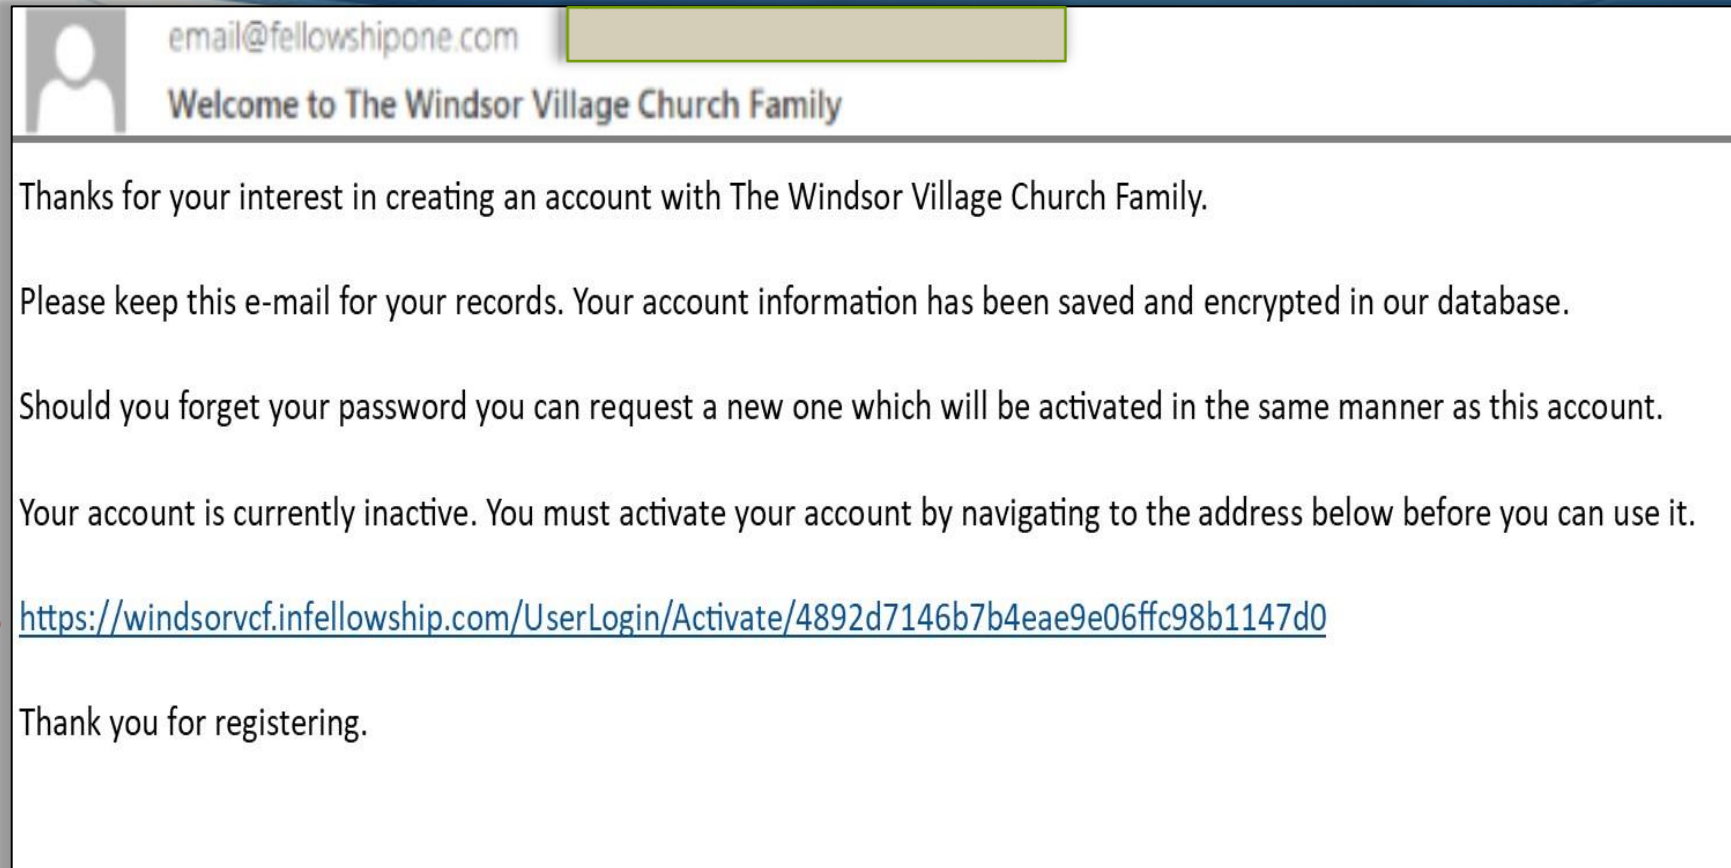 email@fellowshipone.com
Welcome to The Windsor Village Church Family
Thanks for your interest in creating an account with The Windsor Village Church Family.
Please keep this e-mail for your records. Your account information has been saved and encrypted in our database.
Should you forget your password you can request a new one which will be activated in the same manner as this account.
Your account is currently inactive. You must activate your account by navigating to the address below before you can use it.
https://windsorvcf.infellowship.com/UserLogin/Activate/4892d7146b7b4eae9e06ffc98b1147d0
Thank you for registering.